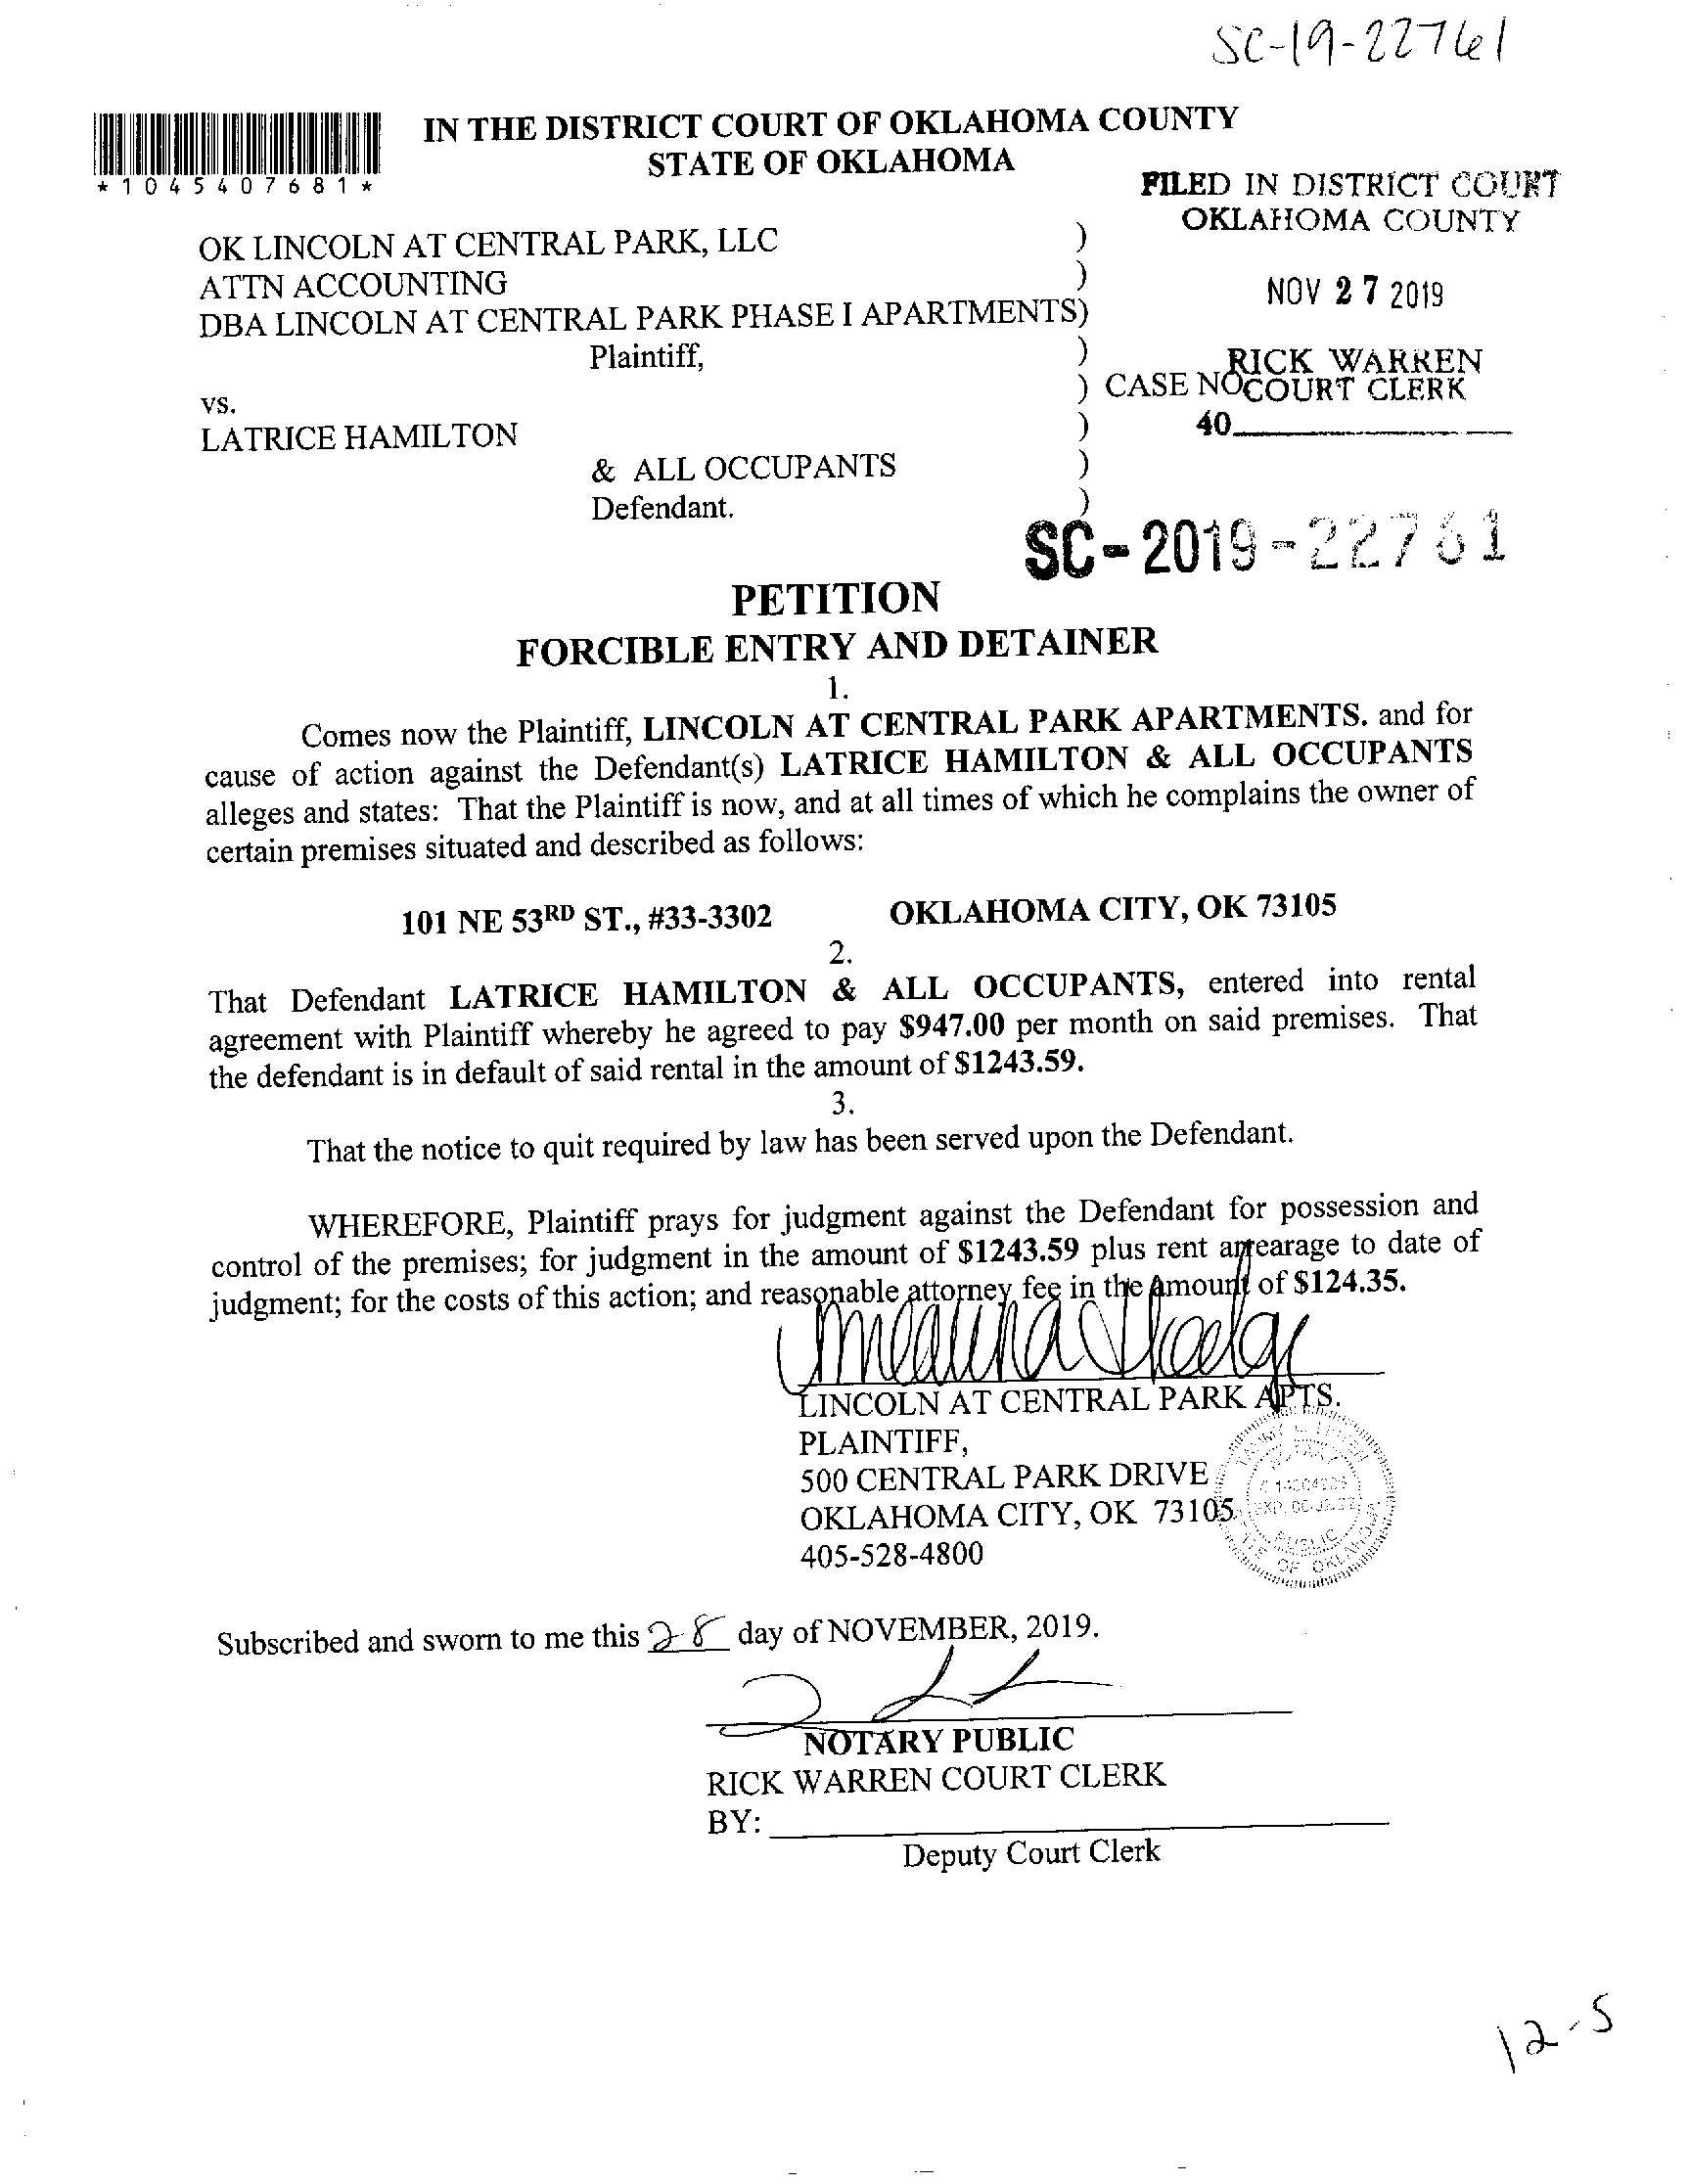 SC-19-22761
IN THE DISTRICT COURT OF OKLAHOMA COUNTY
STATE OF OKLAHOMA
*1045407681*
FILED IN DISTRICT COURT
OKLAHOMA COUNTY
OK LINCOLN AT CENTRAL PARK, LLC )
ATTN ACCOUNTING )
NOV 27 2019
DBA LINCOLN AT CENTRAL PARK PHASE I APARTMENTS)
Plaintiff, )
RICK WARREN
) CASE NO
COURT CLERK
vs.
40
LATRICE HAMILTON )
& ALL OCCUPANTS )
Defendant. )
SC-2019-22761
PETITION
FORCIBLE ENTRY AND DETAINER
1.
Comes now the Plaintiff, LINCOLN AT CENTRAL PARK APARTMENTS. and for
cause of action against the Defendant(s) LATRICE HAMILTON & ALL OCCUPANTS
alleges and states: That the Plaintiff is now, and at all times of which he complains the owner of
certain premises situated and described as follows:
101 NE 53RD ST., #33-3302 OKLAHOMA CITY, OK 73105
2.
That Defendant LATRICE HAMILTON & ALL OCCUPANTS, entered into rental
agreement with Plaintiff whereby he agreed to pay $947.00 per month on said premises. That
the defendant is in default of said rental in the amount of $1243.59.
3.
That the notice to quit required by law has been served upon the Defendant.
WHEREFORE, Plaintiff prays for judgment against the Defendant for possession and
control of the premises; for judgment in the amount of $1243.59 plus rent arrearage to date of
judgment; for the costs of this action; and reasonable attorney fee in the amount of $124.35.
LINCOLN AT CENTRAL PARK APTS.
PLAINTIFF,
500 CENTRAL PARK DRIVE
OKLAHOMA CITY, OK 73105
405-528-4800
PUBLIC
OF OKLAHOMA
Subscribed and sworn to me this 28 day of NOVEMBER, 2019.
NOTARY PUBLIC
RICK WARREN COURT CLERK
BY:
Deputy Court Clerk
12-5